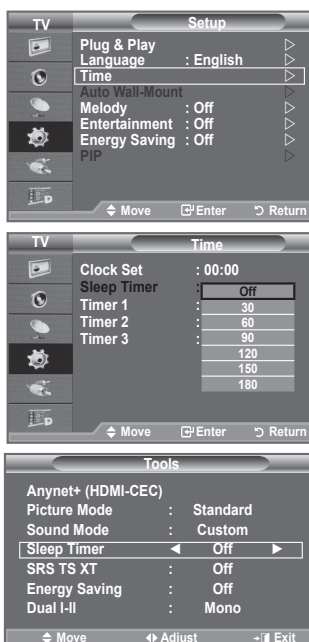 TV Setup
Plug & Play
Language : English
Time
Auto Wall-Mount
Melody : Off
Entertainment : Off
Energy Saving : Off
PIP
Move Enter Return
TV Time
Clock Set : 00:00
Sleep Timer : Off
Timer 1 : 30
Timer 2 : 60
Timer 3 : 90
120
150
180
Move Enter Return
Tools
Anynet+ (HDMI-CEC)
Picture Mode : Standard
Sound Mode : Custom
Sleep Timer ◀ Off ▶
SRS TS XT : Off
Energy Saving : Off
Dual I-II : Mono
Move Adjust Exit